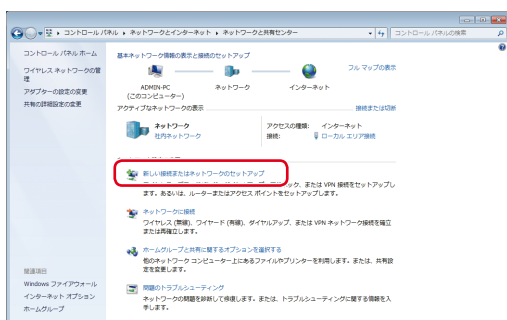 コントロール パネル ▸ ネットワークとインターネット ▸ ネットワークと共有センター
コントロール パネルの検索
コントロール パネル ホーム
ワイヤレス ネットワークの管
理
アダプターの設定の変更
共有の詳細設定の変更
基本ネットワーク情報の表示と接続のセットアップ
フル マップの表示
ADMIN-PC
(このコンピューター)
ネットワーク
インターネット
アクティブなネットワークの表示
接続または切断
ネットワーク
社内ネットワーク
アクセスの種類: インターネット
接続: ローカル エリア接続
新しい接続またはネットワークのセットアップ
ック、または VPN 接続をセットアップし
ます。あるいは、ルーターまたはアクセス ポイントをセットアップします。
ネットワークに接続
ワイヤレス (無線)、ワイヤード (有線)、ダイヤルアップ、または VPN ネットワーク接続を確立
または再確立します。
ホームグループと共有に関するオプションを選択する
他のネットワーク コンピューター上にあるファイルやプリンターを利用します。または、共有設
定を変更します。
問題のトラブルシューティング
ネットワークの問題を診断して修復します。または、トラブルシューティングに関する情報を入
手します。
関連項目
Windows ファイアウォール
インターネット オプション
ホームグループ